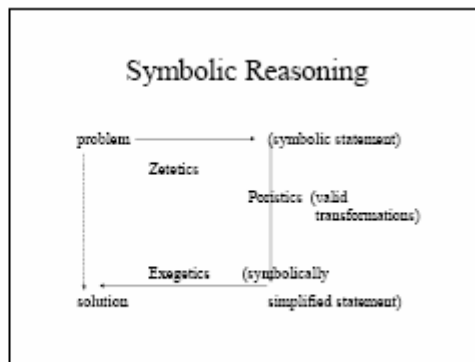 Symbolic Reasoning
problem (symbolic statement)
Zetetics
Poristics (valid
transformations)
Exegetics (symbolically
solution simplified statement)